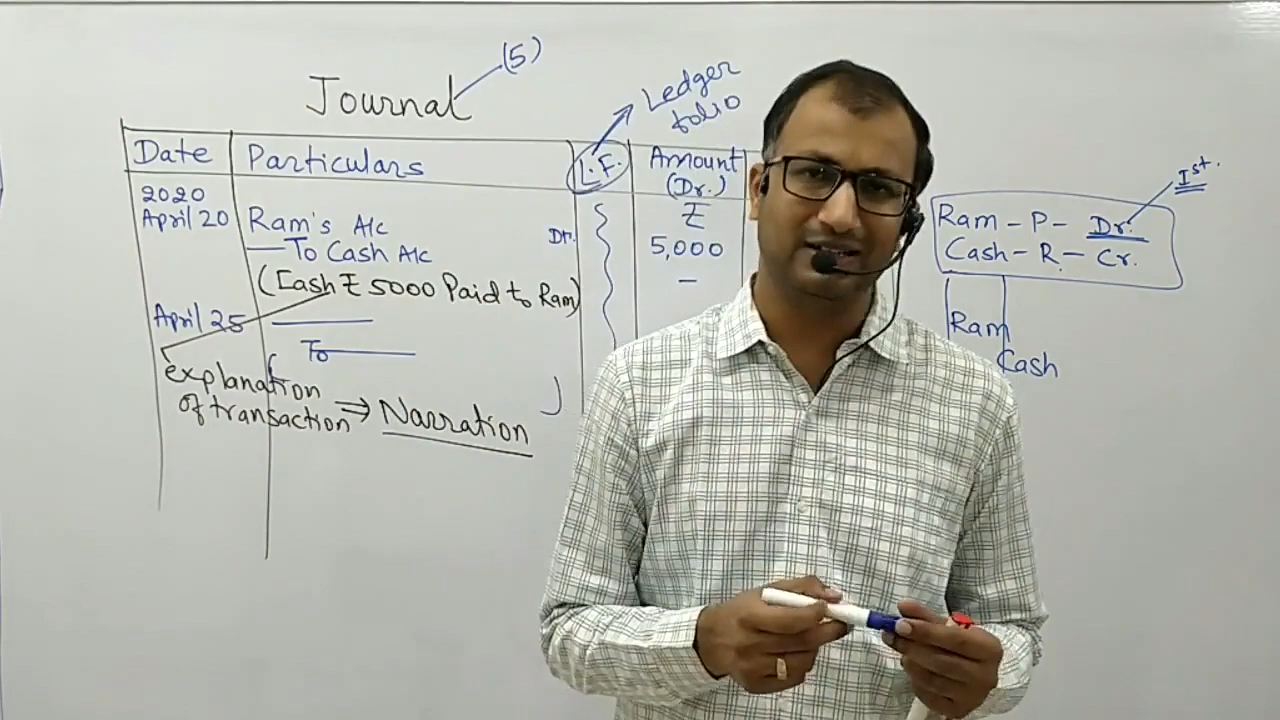 Journal (5)
Ledger
folio
Date Particulars L.F. Amount
(Dr.)
2020 ₹
April 20 Ram's A/c Dr. 5,000
To Cash A/c
(Cash ₹ 5000 Paid to Ram)
April 25
To
explanation
of transaction ⇒ Narration
Ist.
Ram - P - Dr.
Cash - R - Cr.
Ram
Cash